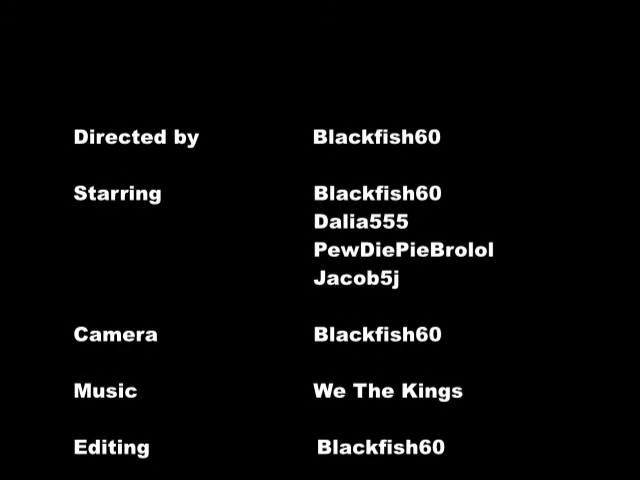 Directed by Blackfish60
Starring Blackfish60
Dalia555
PewDiePieBrolol
Jacob5j
Camera Blackfish60
Music We The Kings
Editing Blackfish60